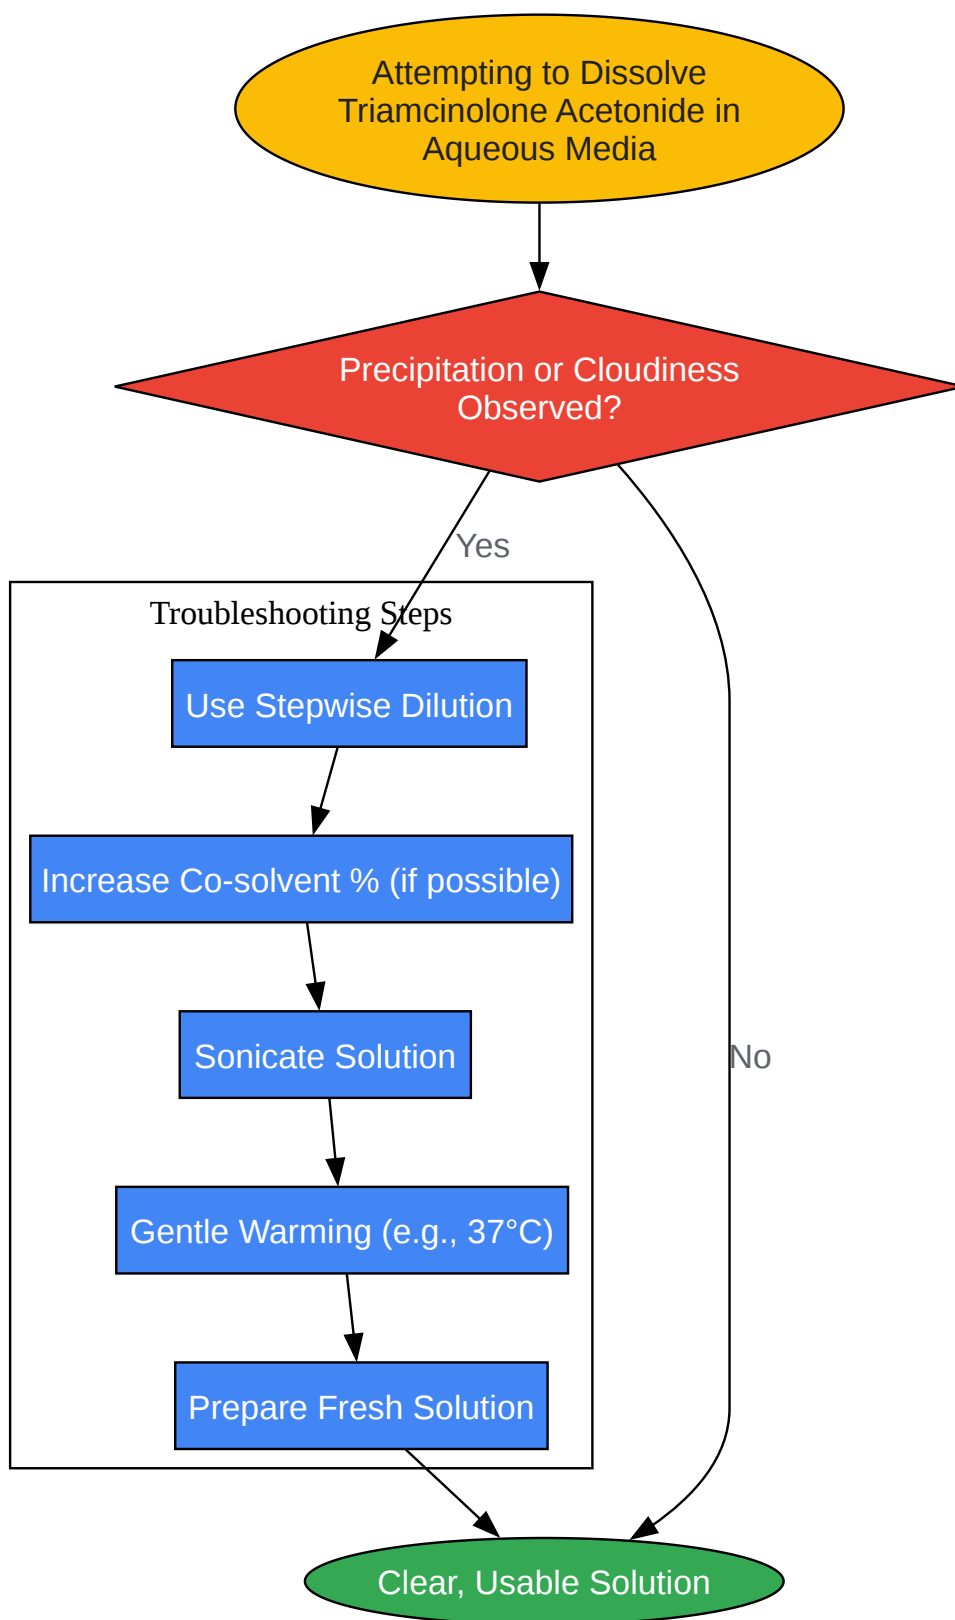 Attempting to Dissolve
Triamcinolone Acetonide in
Aqueous Media
Precipitation or Cloudiness
Observed?
Yes
Troubleshooting Steps
Use Stepwise Dilution
Increase Co-solvent % (if possible)
Sonicate Solution
No
Gentle Warming (e.g., 37°C)
Prepare Fresh Solution
Clear, Usable Solution